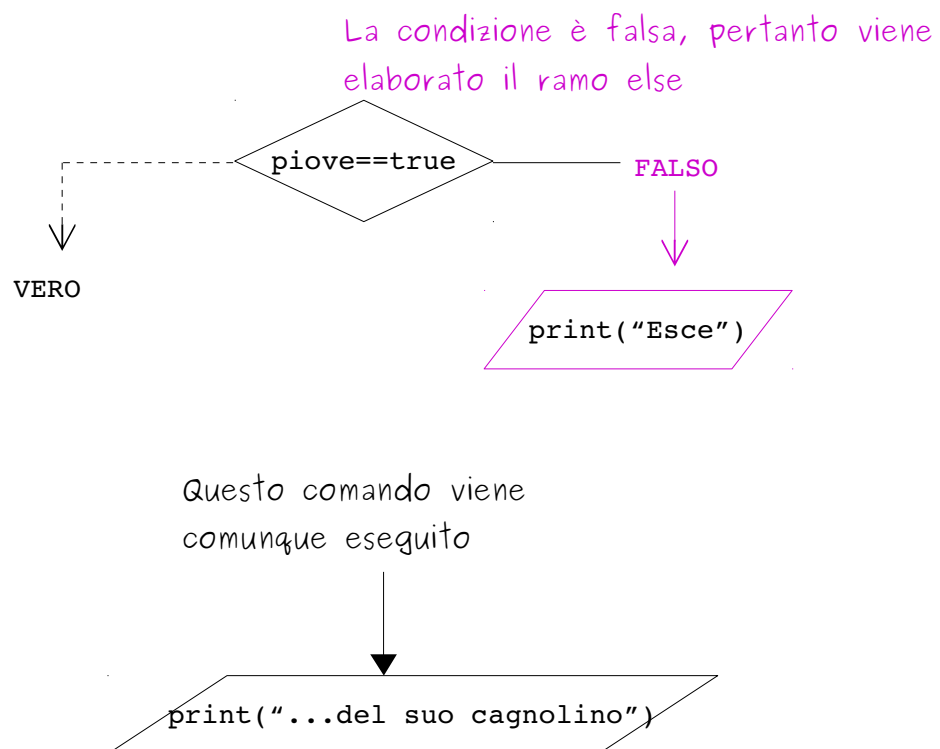 La condizione è falsa, pertanto viene
elaborato il ramo else
piove==true
FALSO
VERO
print(“Esce”)
Questo comando viene
comunque eseguito
print(“...del suo cagnolino”)